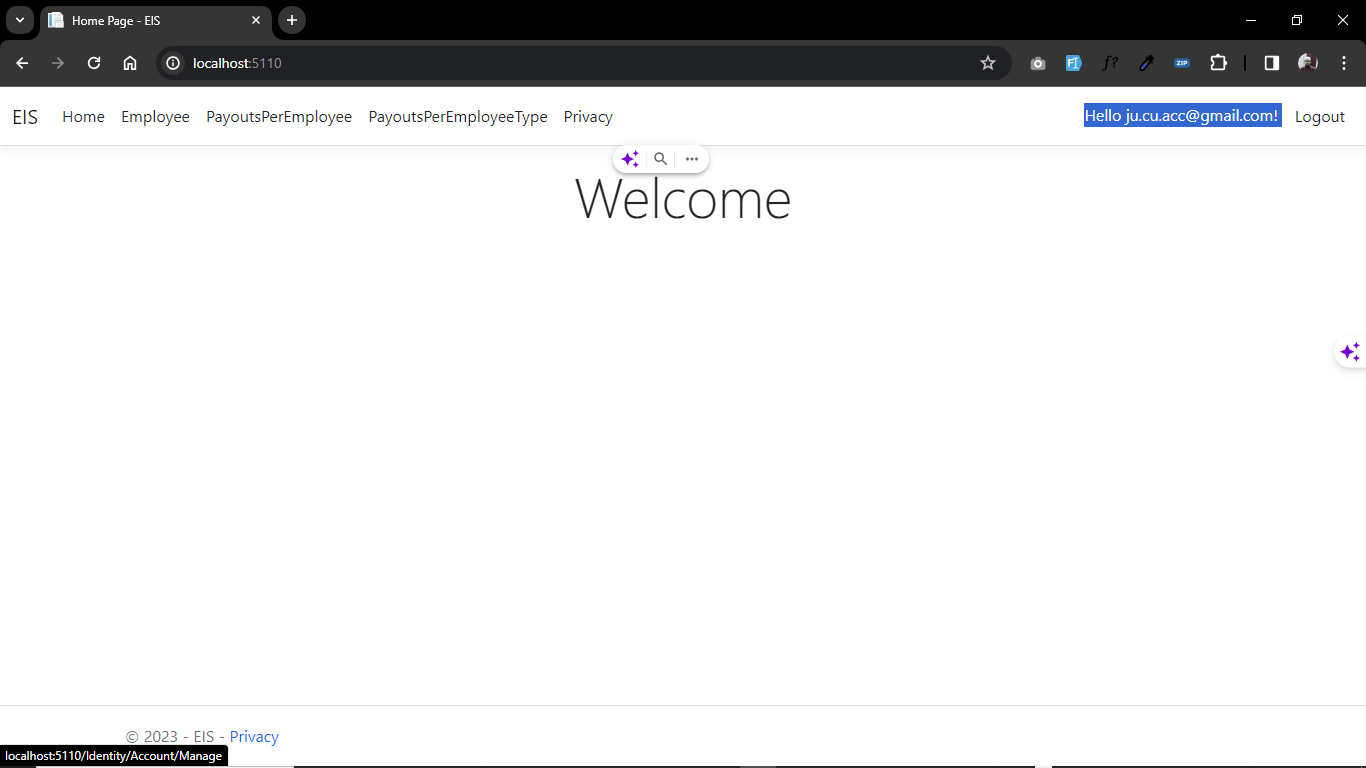 Home Page - EIS
localhost:5110
F
f?
ZIP
EIS Home Employee PayoutsPerEmployee PayoutsPerEmployeeType Privacy Hello ju.cu.acc@gmail.com! Logout
Welcome
© 2023 - EIS - Privacy
localhost:5110/Identity/Account/Manage